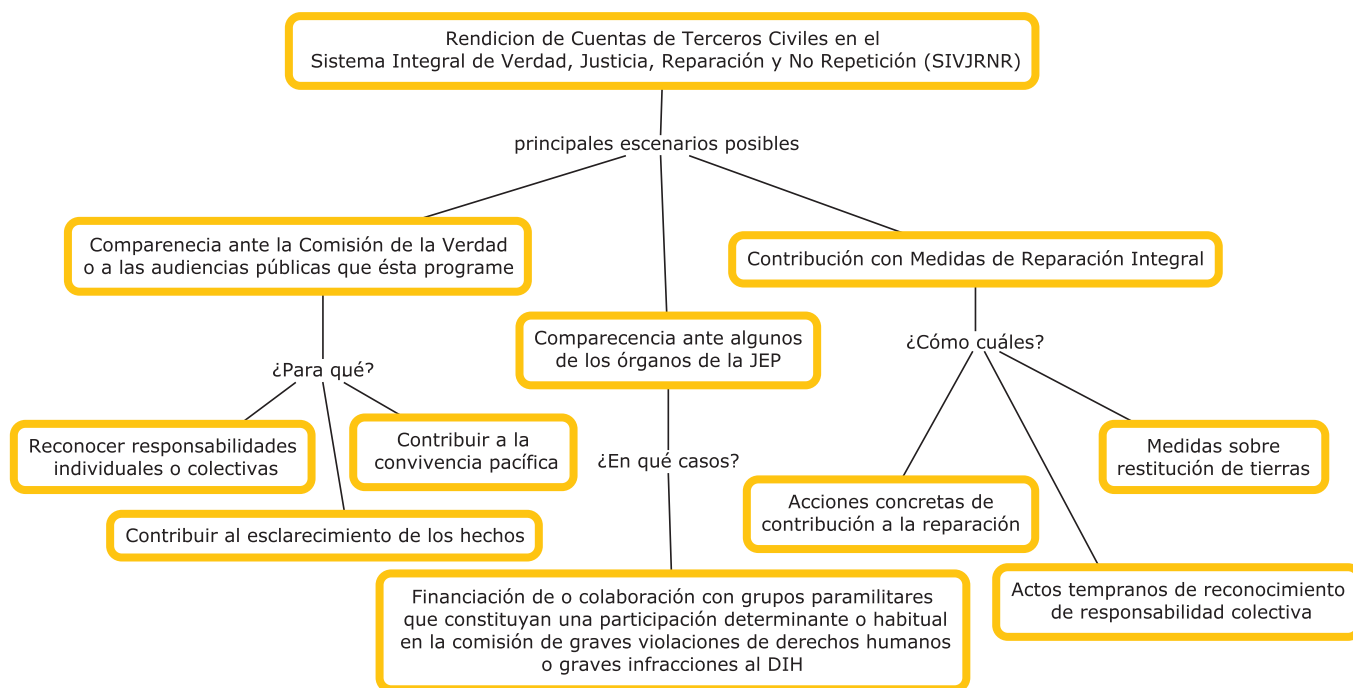 Rendicion de Cuentas de Terceros Civiles en el
Sistema Integral de Verdad, Justicia, Reparación y No Repetición (SIVJRNR)
principales escenarios posibles
Comparenecia ante la Comisión de la Verdad
o a las audiencias públicas que ésta programe
¿Para qué?
Reconocer responsabilidades
individuales o colectivas
Contribuir a la
convivencia pacífica
Contribuir al esclarecimiento de los hechos
Comparecencia ante algunos
de los órganos de la JEP
¿En qué casos?
Financiación de o colaboración con grupos paramilitares
que constituyan una participación determinante o habitual
en la comisión de graves violaciones de derechos humanos
o graves infracciones al DIH
Contribución con Medidas de Reparación Integral
¿Cómo cuáles?
Acciones concretas de
contribución a la reparación
Actos tempranos de reconocimiento
de responsabilidad colectiva
Medidas sobre
restitución de tierras